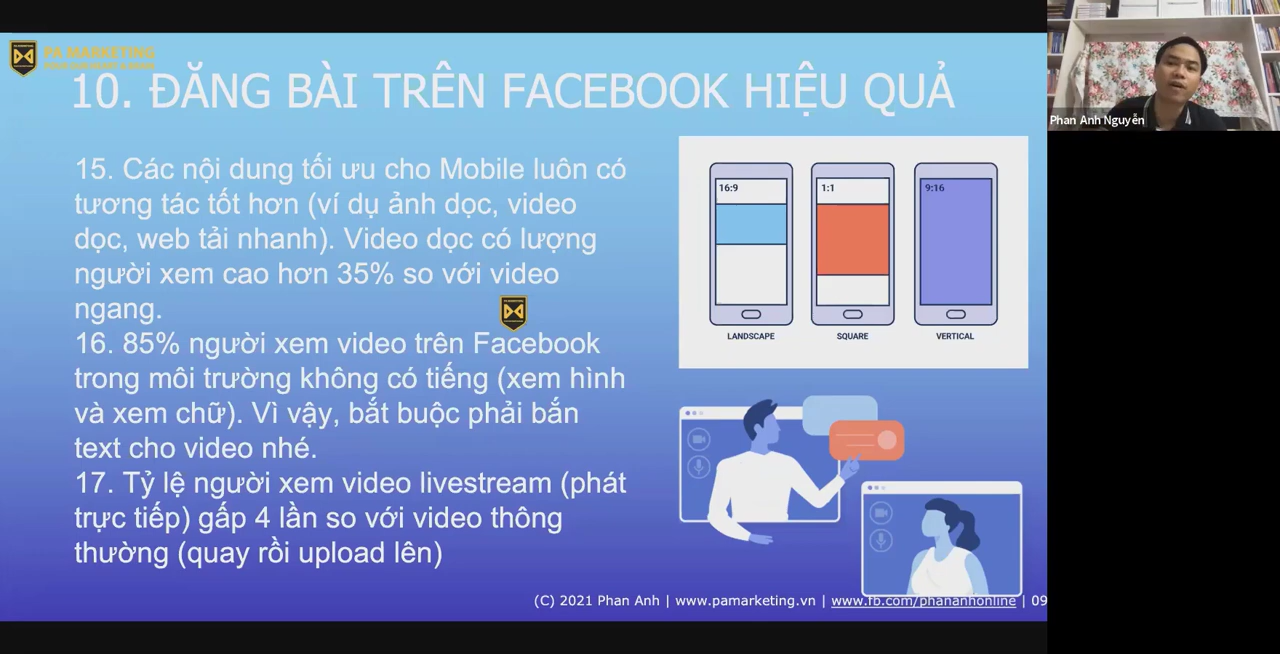 PA MARKETING
10. ĐĂNG BÀI TRÊN FACEBOOK HIỆU QUẢ
15. Các nội dung tối ưu cho Mobile luôn có
tương tác tốt hơn (ví dụ ảnh dọc, video
dọc, web tải nhanh). Video dọc có lượng
người xem cao hơn 35% so với video
ngang.
16. 85% người xem video trên Facebook
trong môi trường không có tiếng (xem hình
và xem chữ). Vì vậy, bắt buộc phải bắn
text cho video nhé.
17. Tỷ lệ người xem video livestream (phát
trực tiếp) gấp 4 lần so với video thông
thường (quay rồi upload lên)
16:9 1:1 9:16
LANDSCAPE SQUARE VERTICAL
(C) 2021 Phan Anh | www.pamarketing.vn | www.fb.com/phananhonline | 09
Phan Anh Nguyễn